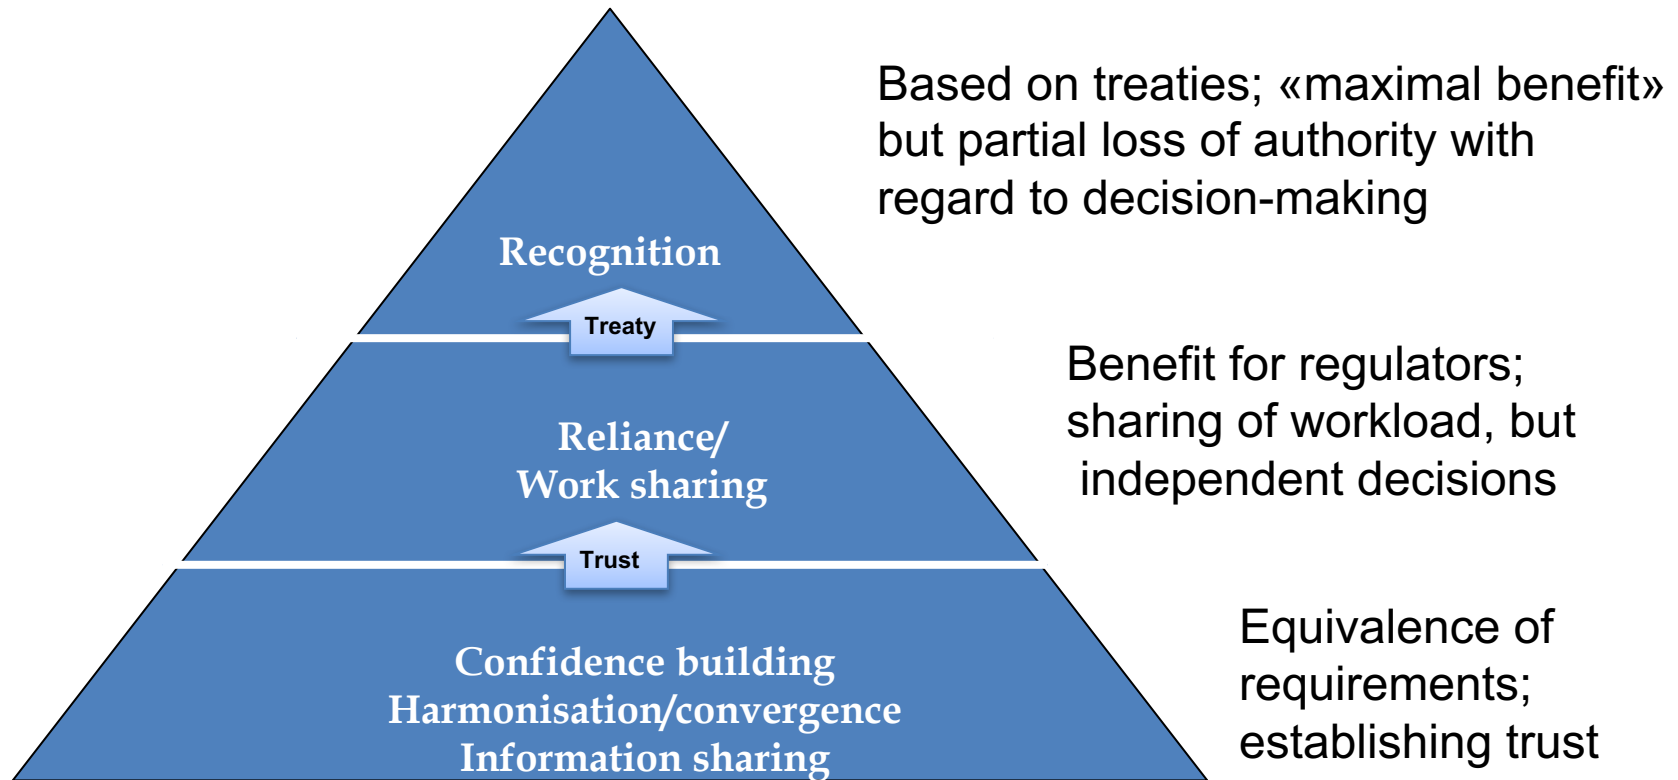 Based on treaties; «maximal benefit»
but partial loss of authority with
regard to decision-making
Recognition
Treaty
Benefit for regulators;
sharing of workload, but
independent decisions
Reliance/
Work sharing
Trust
Equivalence of
requirements;
establishing trust
Confidence building
Harmonisation/convergence
Information sharing